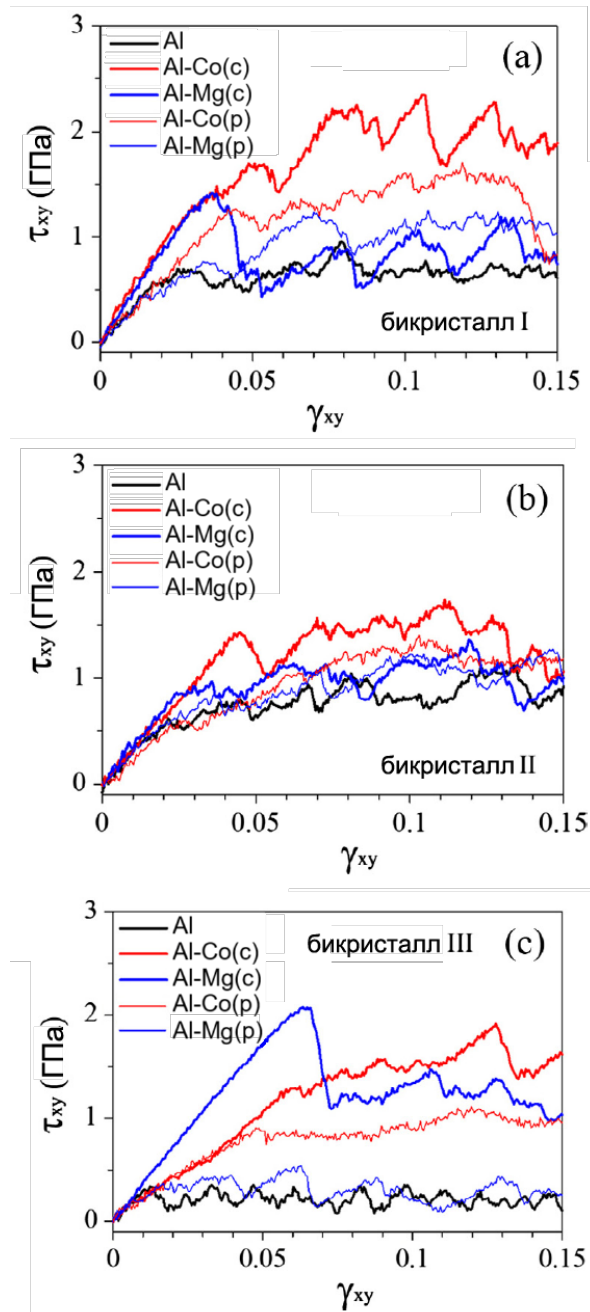 3
Al
(a)
Al-Co(c)
Al-Mg(c)
2
Al-Co(p)
Al-Mg(p)
τxy (ГПа)
1
0
бикристалл I
0
0.05
0.1
0.15
γxy
3
Al
(b)
Al-Co(c)
Al-Mg(c)
2
Al-Co(p)
Al-Mg(p)
τxy (ГПа)
1
0
бикристалл II
0
0.05
0.1
0.15
γxy
3
Al
бикристалл III
(c)
Al-Co(c)
Al-Mg(c)
2
Al-Co(p)
Al-Mg(p)
τxy (ГПа)
1
0
0
0.05
0.1
0.15
γxy